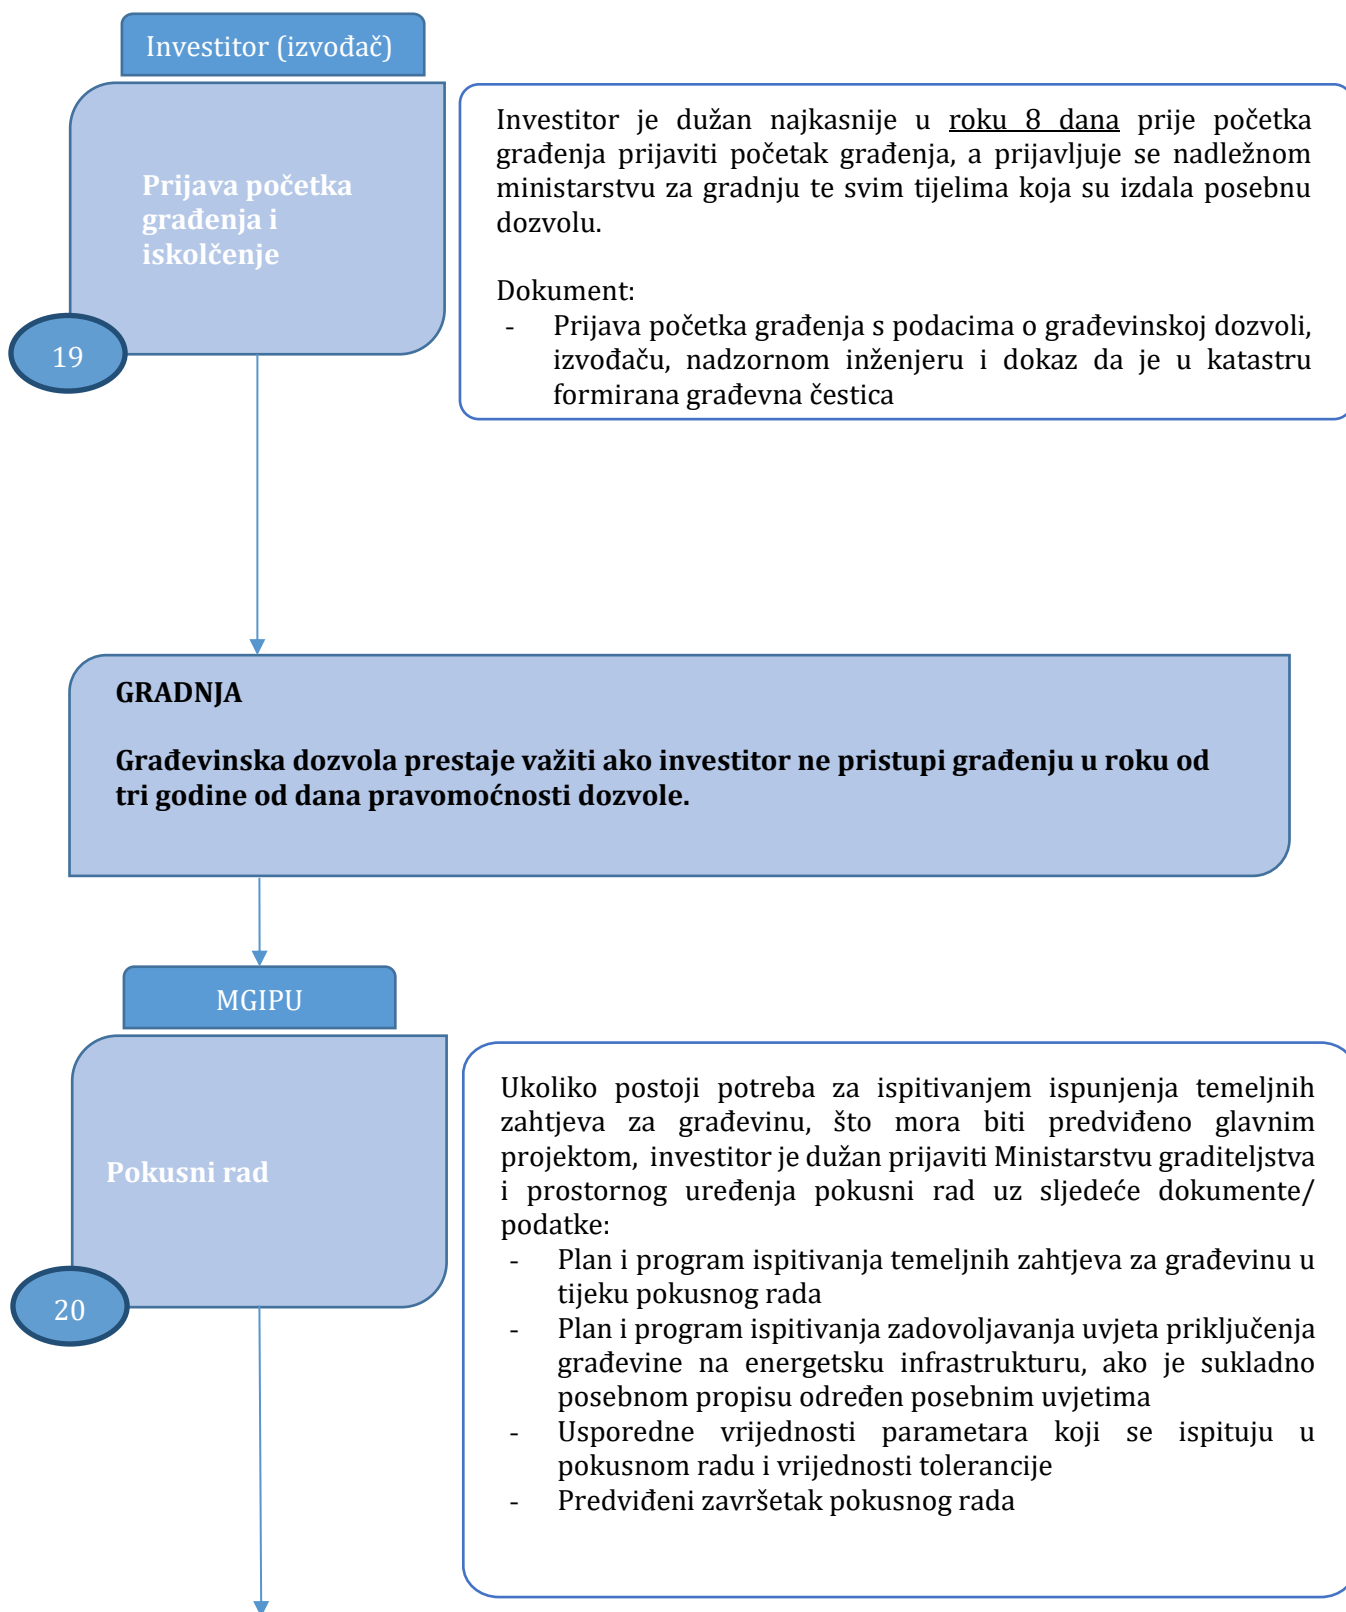 Investitor (izvođač)
Prijava početka
građenja i
iskolčenje
19
Investitor je dužan najkasnije u roku 8 dana prije početka
građenja prijaviti početak građenja, a prijavljuje se nadležnom
ministarstvu za gradnju te svim tijelima koja su izdala posebnu
dozvolu.
Dokument:
- Prijava početka građenja s podacima o građevinskoj dozvoli,
izvođaču, nadzornom inženjeru i dokaz da je u katastru
formirana građevna čestica
GRADNJA
Građevinska dozvola prestaje važiti ako investitor ne pristupi građenju u roku od
tri godine od dana pravomoćnosti dozvole.
MGIPU
Pokusni rad
20
Ukoliko postoji potreba za ispitivanjem ispunjenja temeljnih
zahtjeva za građevinu, što mora biti predviđeno glavnim
projektom, investitor je dužan prijaviti Ministarstvu graditeljstva
i prostornog uređenja pokusni rad uz sljedeće dokumente/
podatke:
- Plan i program ispitivanja temeljnih zahtjeva za građevinu u
tijeku pokusnog rada
- Plan i program ispitivanja zadovoljavanja uvjeta priključenja
građevine na energetsku infrastrukturu, ako je sukladno
posebnom propisu određen posebnim uvjetima
- Usporedne vrijednosti parametara koji se ispituju u
pokusnom radu i vrijednosti tolerancije
- Predviđeni završetak pokusnog rada